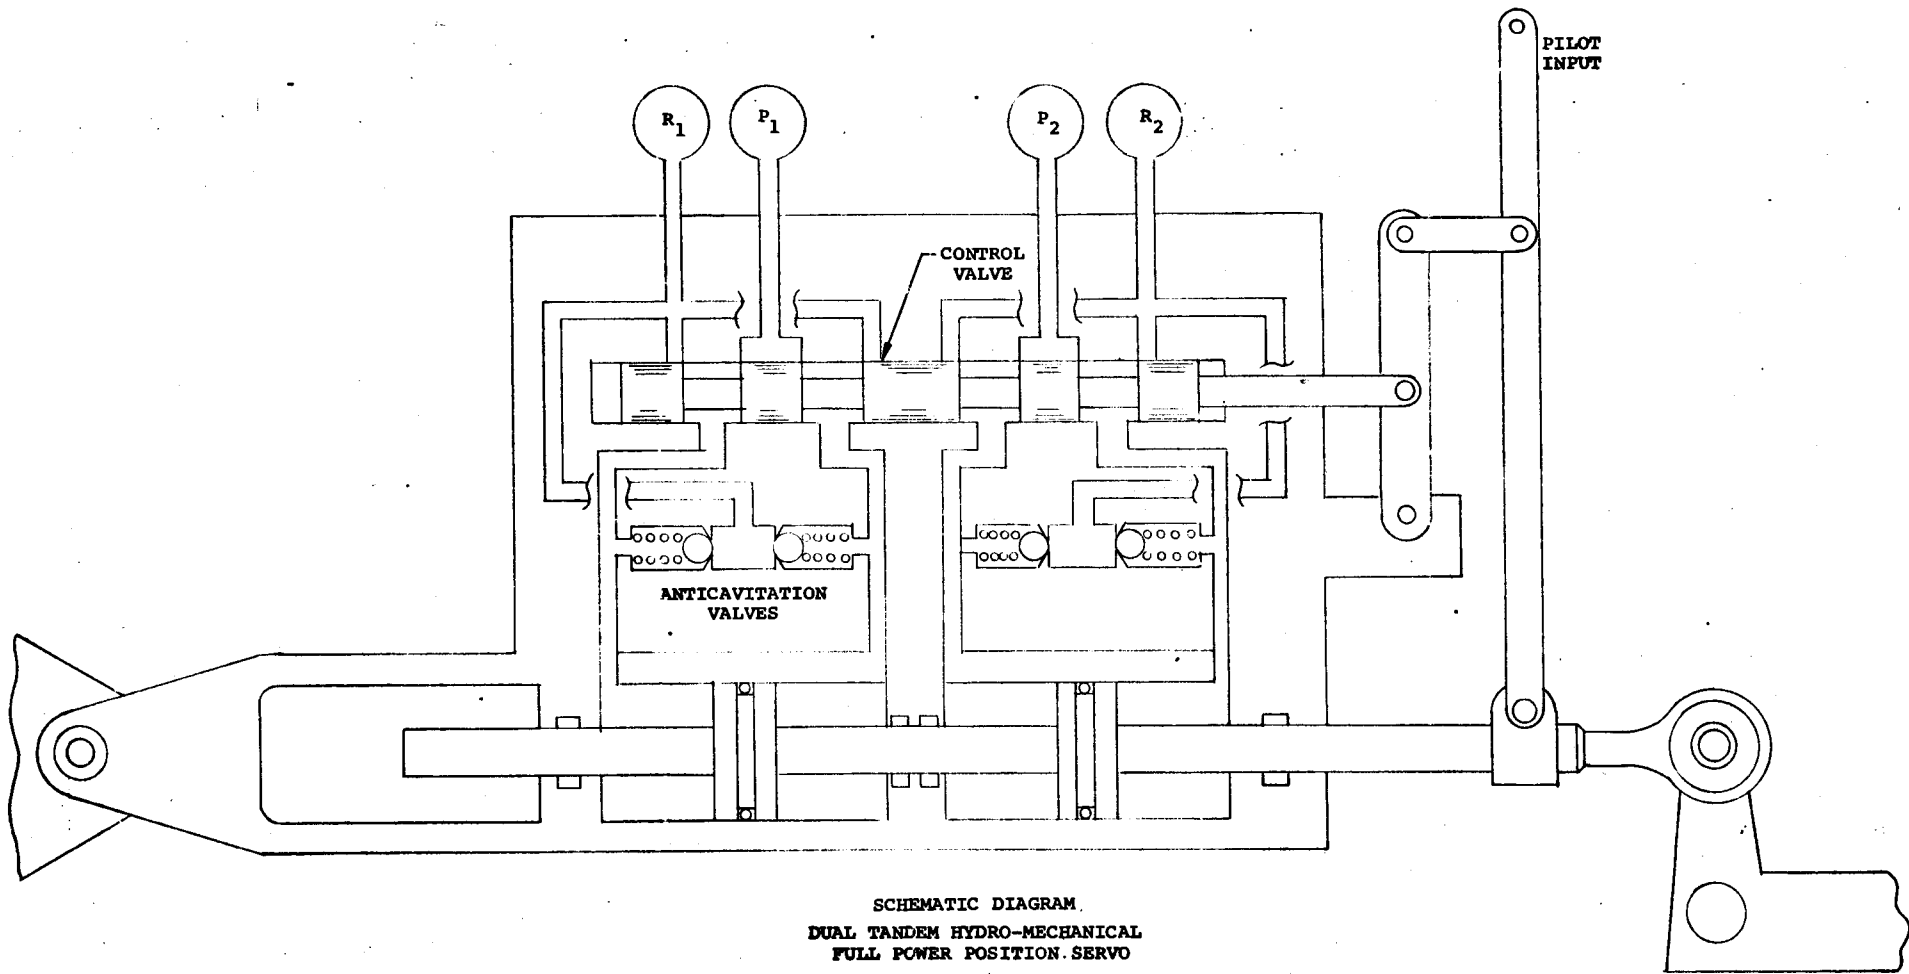 PILOT
INPUT
R1
P1
P2
R2
CONTROL
VALVE
ANTICAVITATION
VALVES
SCHEMATIC DIAGRAM
DUAL TANDEM HYDRO-MECHANICAL
FULL POWER POSITION SERVO